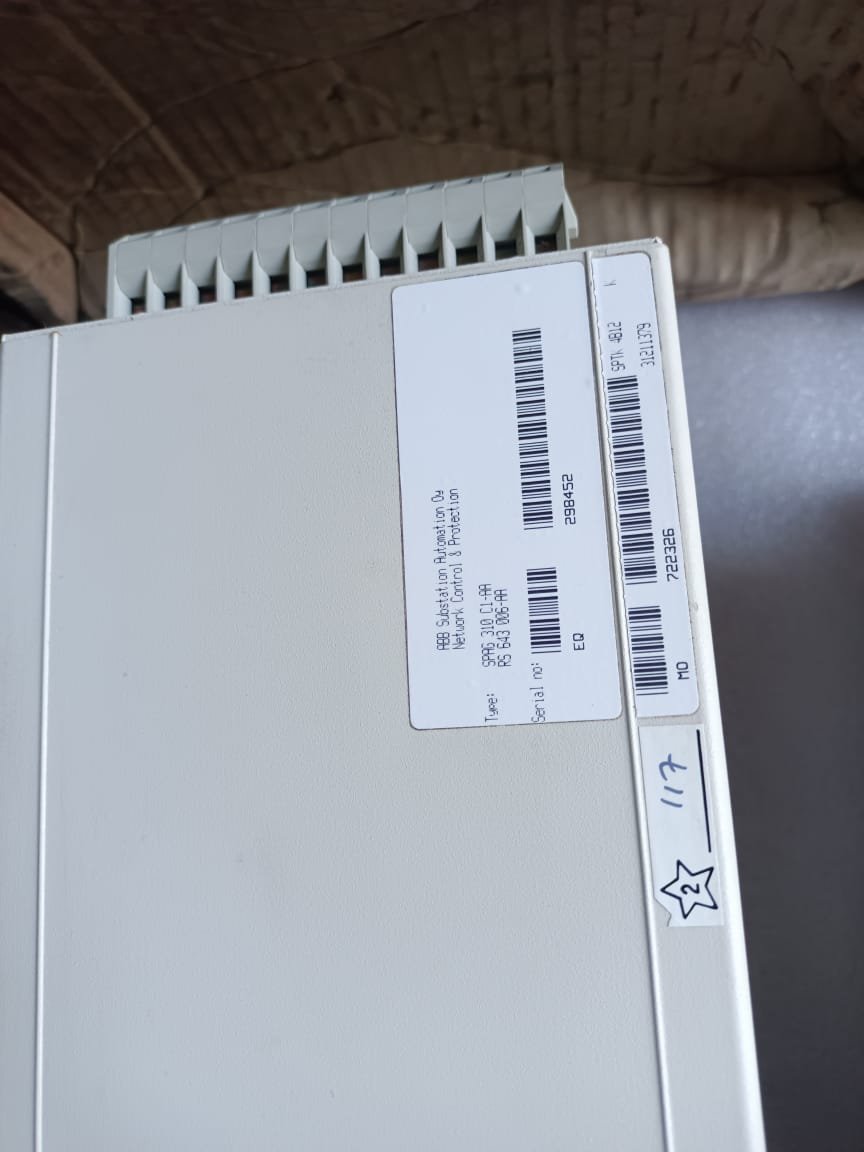 ABB Substation Automation Oy
Network Control & Protection
Type: SPAG 310 C1-AA
RS 643 006-AA
Serial no:
EQ 298452
SPTK 4B12 K
31211379
MO 722326
117
2